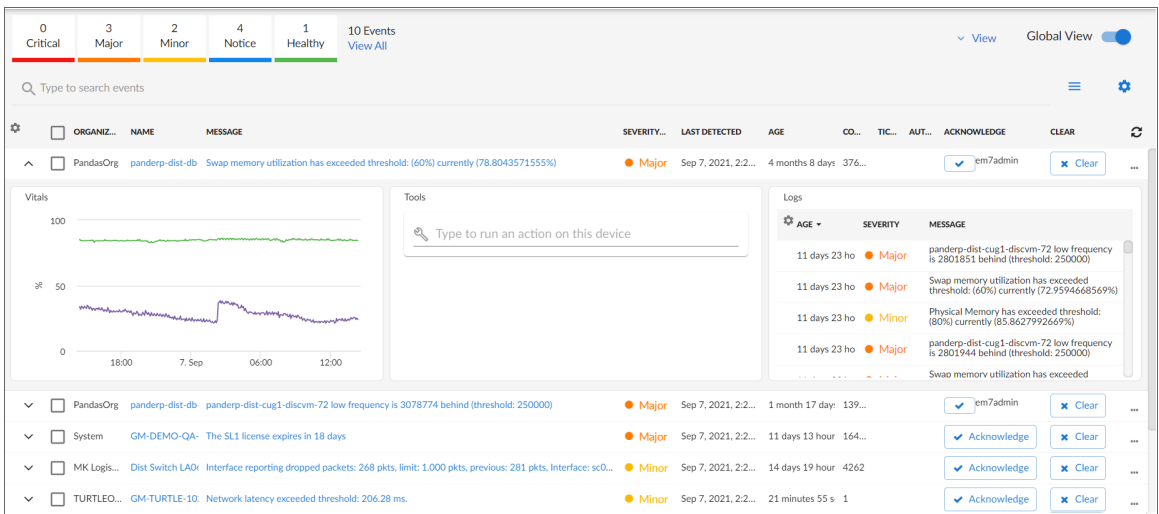 0 3 2 4 1 10 Events
Critical Major Minor Notice Healthy View All
View Global View
Type to search events
ORGANIZ... NAME MESSAGE SEVERITY... LAST DETECTED AGE CO... TIC... AUT... ACKNOWLEDGE CLEAR
PandasOrg panderp-dist-db- Swap memory utilization has exceeded threshold: (60%) currently (78.8043571555%) Major Sep 7, 2021, 2:2... 4 months 8 days 376... em7admin Clear ...
Vitals
100
%
50
0
18:00 7. Sep 06:00 12:00
Tools
Type to run an action on this device
Logs
AGE SEVERITY MESSAGE
11 days 23 ho Major panderp-dist-cug1-discvm-72 low frequency
is 2801851 behind (threshold: 250000)
11 days 23 ho Major Swap memory utilization has exceeded
threshold: (60%) currently (72.9594668569%)
11 days 23 ho Minor Physical Memory has exceeded threshold:
(80%) currently (85.8627992669%)
11 days 23 ho Major panderp-dist-cug1-discvm-72 low frequency
is 2801944 behind (threshold: 250000)
Swap memory utilization has exceeded
PandasOrg panderp-dist-db- panderp-dist-cug1-discvm-72 low frequency is 3078774 behind (threshold: 250000) Major Sep 7, 2021, 2:2... 1 month 17 day 139... em7admin Clear ...
System GM-DEMO-QA- The SL1 license expires in 18 days Major Sep 7, 2021, 2:2... 11 days 13 hour 164... Acknowledge Clear ...
MK Logis... Dist Switch LA0 Interface reporting dropped packets: 268 pkts, limit: 1.000 pkts, previous: 281 pkts, Interface: sc0... Minor Sep 7, 2021, 2:2... 14 days 19 hour 4262 Acknowledge Clear ...
TURTLEO... GM-TURTLE-10 Network latency exceeded threshold: 206.28 ms. Minor Sep 7, 2021, 2:2... 21 minutes 55 s 1 Acknowledge Clear ...